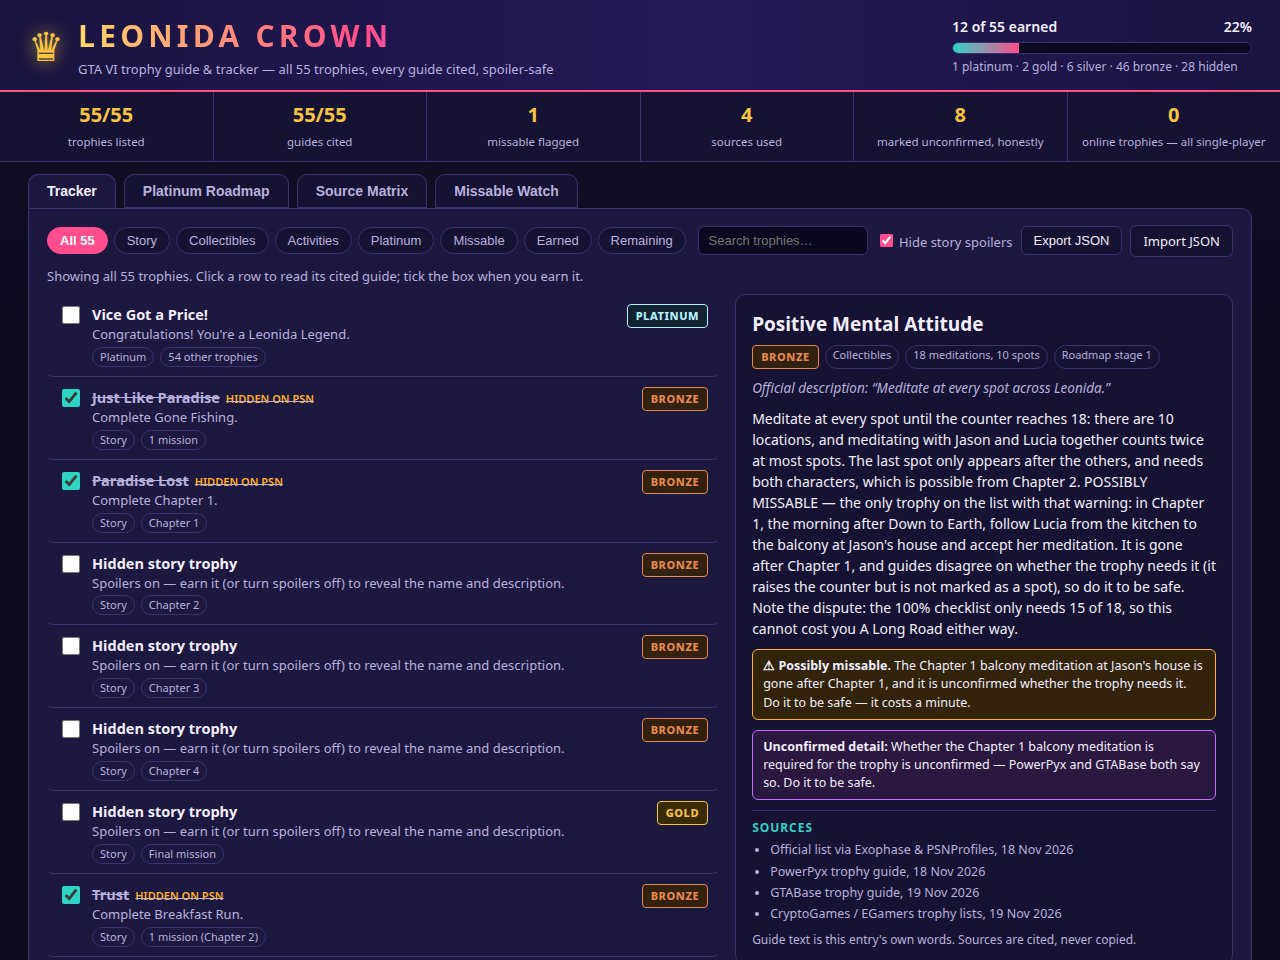 LEONIDA CROWN
GTA VI trophy guide & tracker — all 55 trophies, every guide cited, spoiler-safe
12 of 55 earned
22%
1 platinum · 2 gold · 6 silver · 46 bronze · 28 hidden
55/55
trophies listed
55/55
guides cited
1
missable flagged
4
sources used
8
marked unconfirmed, honestly
0
online trophies — all single-player
Tracker
Platinum Roadmap
Source Matrix
Missable Watch
All 55
Story
Collectibles
Activities
Platinum
Missable
Earned
Remaining
Search trophies…
Hide story spoilers
Export JSON
Import JSON
Showing all 55 trophies. Click a row to read its cited guide; tick the box when you earn it.
Vice Got a Price!
PLATINUM
Congratulations! You're a Leonida Legend.
Platinum
54 other trophies
Just Like Paradise HIDDEN ON PSN
BRONZE
Complete Gone Fishing.
Story
1 mission
Paradise Lost HIDDEN ON PSN
BRONZE
Complete Chapter 1.
Story
Chapter 1
Hidden story trophy
BRONZE
Spoilers on — earn it (or turn spoilers off) to reveal the name and description.
Story
Chapter 2
Hidden story trophy
BRONZE
Spoilers on — earn it (or turn spoilers off) to reveal the name and description.
Story
Chapter 3
Hidden story trophy
BRONZE
Spoilers on — earn it (or turn spoilers off) to reveal the name and description.
Story
Chapter 4
Hidden story trophy
GOLD
Spoilers on — earn it (or turn spoilers off) to reveal the name and description.
Story
Final mission
Trust HIDDEN ON PSN
BRONZE
Complete Breakfast Run.
Story
1 mission (Chapter 2)
Positive Mental Attitude
BRONZE
Collectibles
18 meditations, 10 spots
Roadmap stage 1
Official description: “Meditate at every spot across Leonida.”
Meditate at every spot until the counter reaches 18: there are 10
locations, and meditating with Jason and Lucia together counts twice
at most spots. The last spot only appears after the others, and needs
both characters, which is possible from Chapter 2. POSSIBLY
MISSABLE — the only trophy on the list with that warning: in Chapter
1, the morning after Down to Earth, follow Lucia from the kitchen to
the balcony at Jason's house and accept her meditation. It is gone
after Chapter 1, and guides disagree on whether the trophy needs it (it
raises the counter but is not marked as a spot), so do it to be safe.
Note the dispute: the 100% checklist only needs 15 of 18, so this
cannot cost you A Long Road either way.
⚠ Possibly missable. The Chapter 1 balcony meditation at Jason's house is
gone after Chapter 1, and it is unconfirmed whether the trophy needs it.
Do it to be safe — it costs a minute.
Unconfirmed detail: Whether the Chapter 1 balcony meditation is
required for the trophy is unconfirmed — PowerPyx and GTABase both say
so. Do it to be safe.
SOURCES
• Official list via Exophase & PSNProfiles, 18 Nov 2026
• PowerPyx trophy guide, 18 Nov 2026
• GTABase trophy guide, 19 Nov 2026
• CryptoGames / EGamers trophy lists, 19 Nov 2026
Guide text is this entry's own words. Sources are cited, never copied.